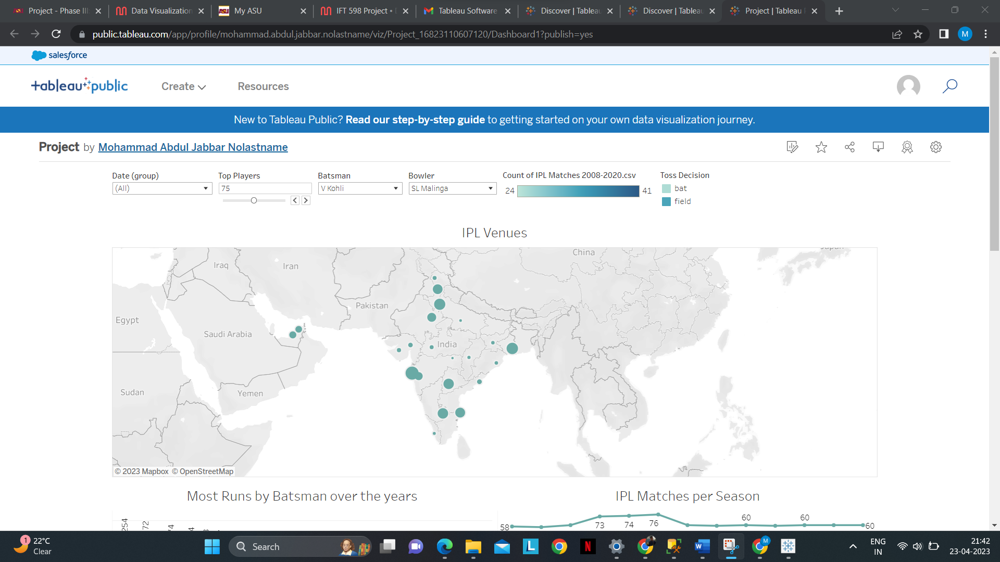 Project - Phase III:
Data Visualization
My ASU
IFT 598 Project •
Tableau Software
Discover | Tableau
Discover | Tableau
Project | Tableau
public.tableau.com/app/profile/mohammad.abdul.jabbar.nolastname/viz/Project_16823110607120/Dashboard1?publish=yes
M
salesforce
tableau public
Create
Resources
New to Tableau Public? Read our step-by-step guide to getting started on your own data visualization journey.
Project by Mohammad Abdul Jabbar Nolastname
Date (group)
(All)
Top Players
75
Batsman
V Kohli
Bowler
SL Malinga
Count of IPL Matches 2008-2020.csv
24
41
Toss Decision
bat
field
IPL Venues
China
Japan
Iraq
Iran
Pakistan
Egypt
Saudi Arabia
India
Sudan
Yemen
© 2023 Mapbox © OpenStreetMap
Most Runs by Batsman over the years
IPL Matches per Season
254
72
74
58
73
74
76
60
60
60
1
22°C
Clear
Search
L
N
W
M
ENG
IN
21:42
23-04-2023